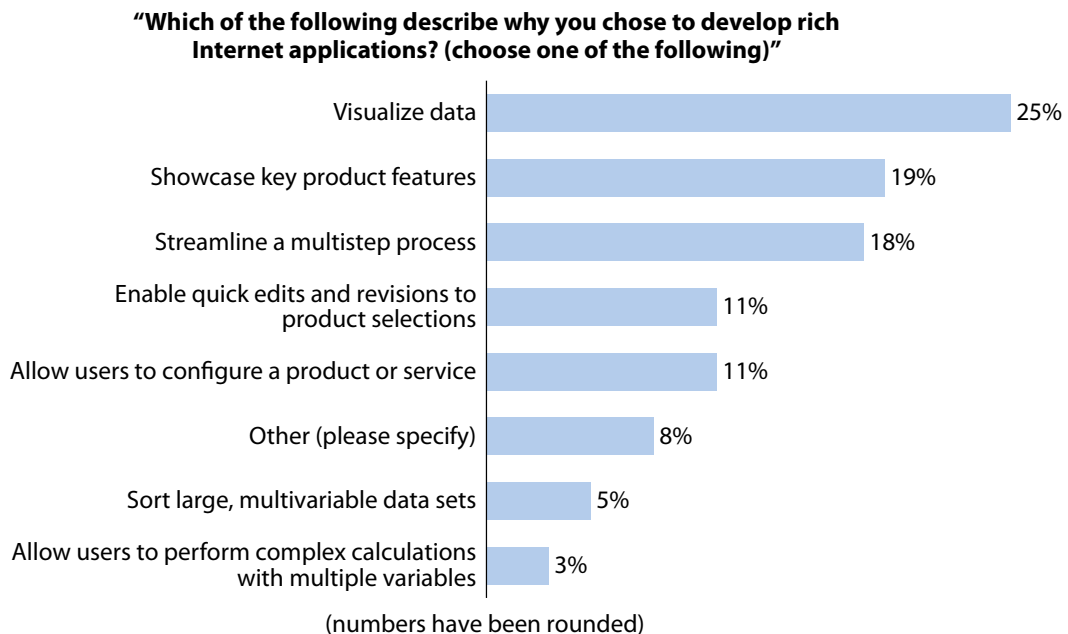 “Which of the following describe why you chose to develop rich
Internet applications? (choose one of the following)”
Visualize data
25%
Showcase key product features
19%
Streamline a multistep process
18%
Enable quick edits and revisions to
product selections
11%
Allow users to configure a product or service
11%
Other (please specify)
8%
Sort large, multivariable data sets
5%
Allow users to perform complex calculations
with multiple variables
3%
(numbers have been rounded)